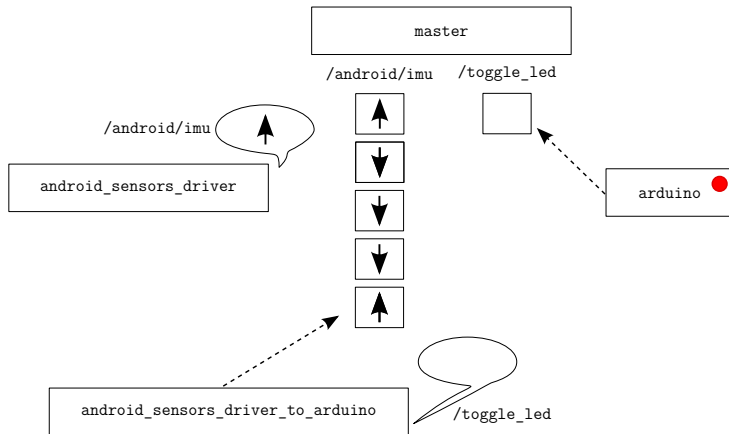 master
/android/imu
/toggle_led
/android/imu
android_sensors_driver
arduino
android_sensors_driver_to_arduino
/toggle_led